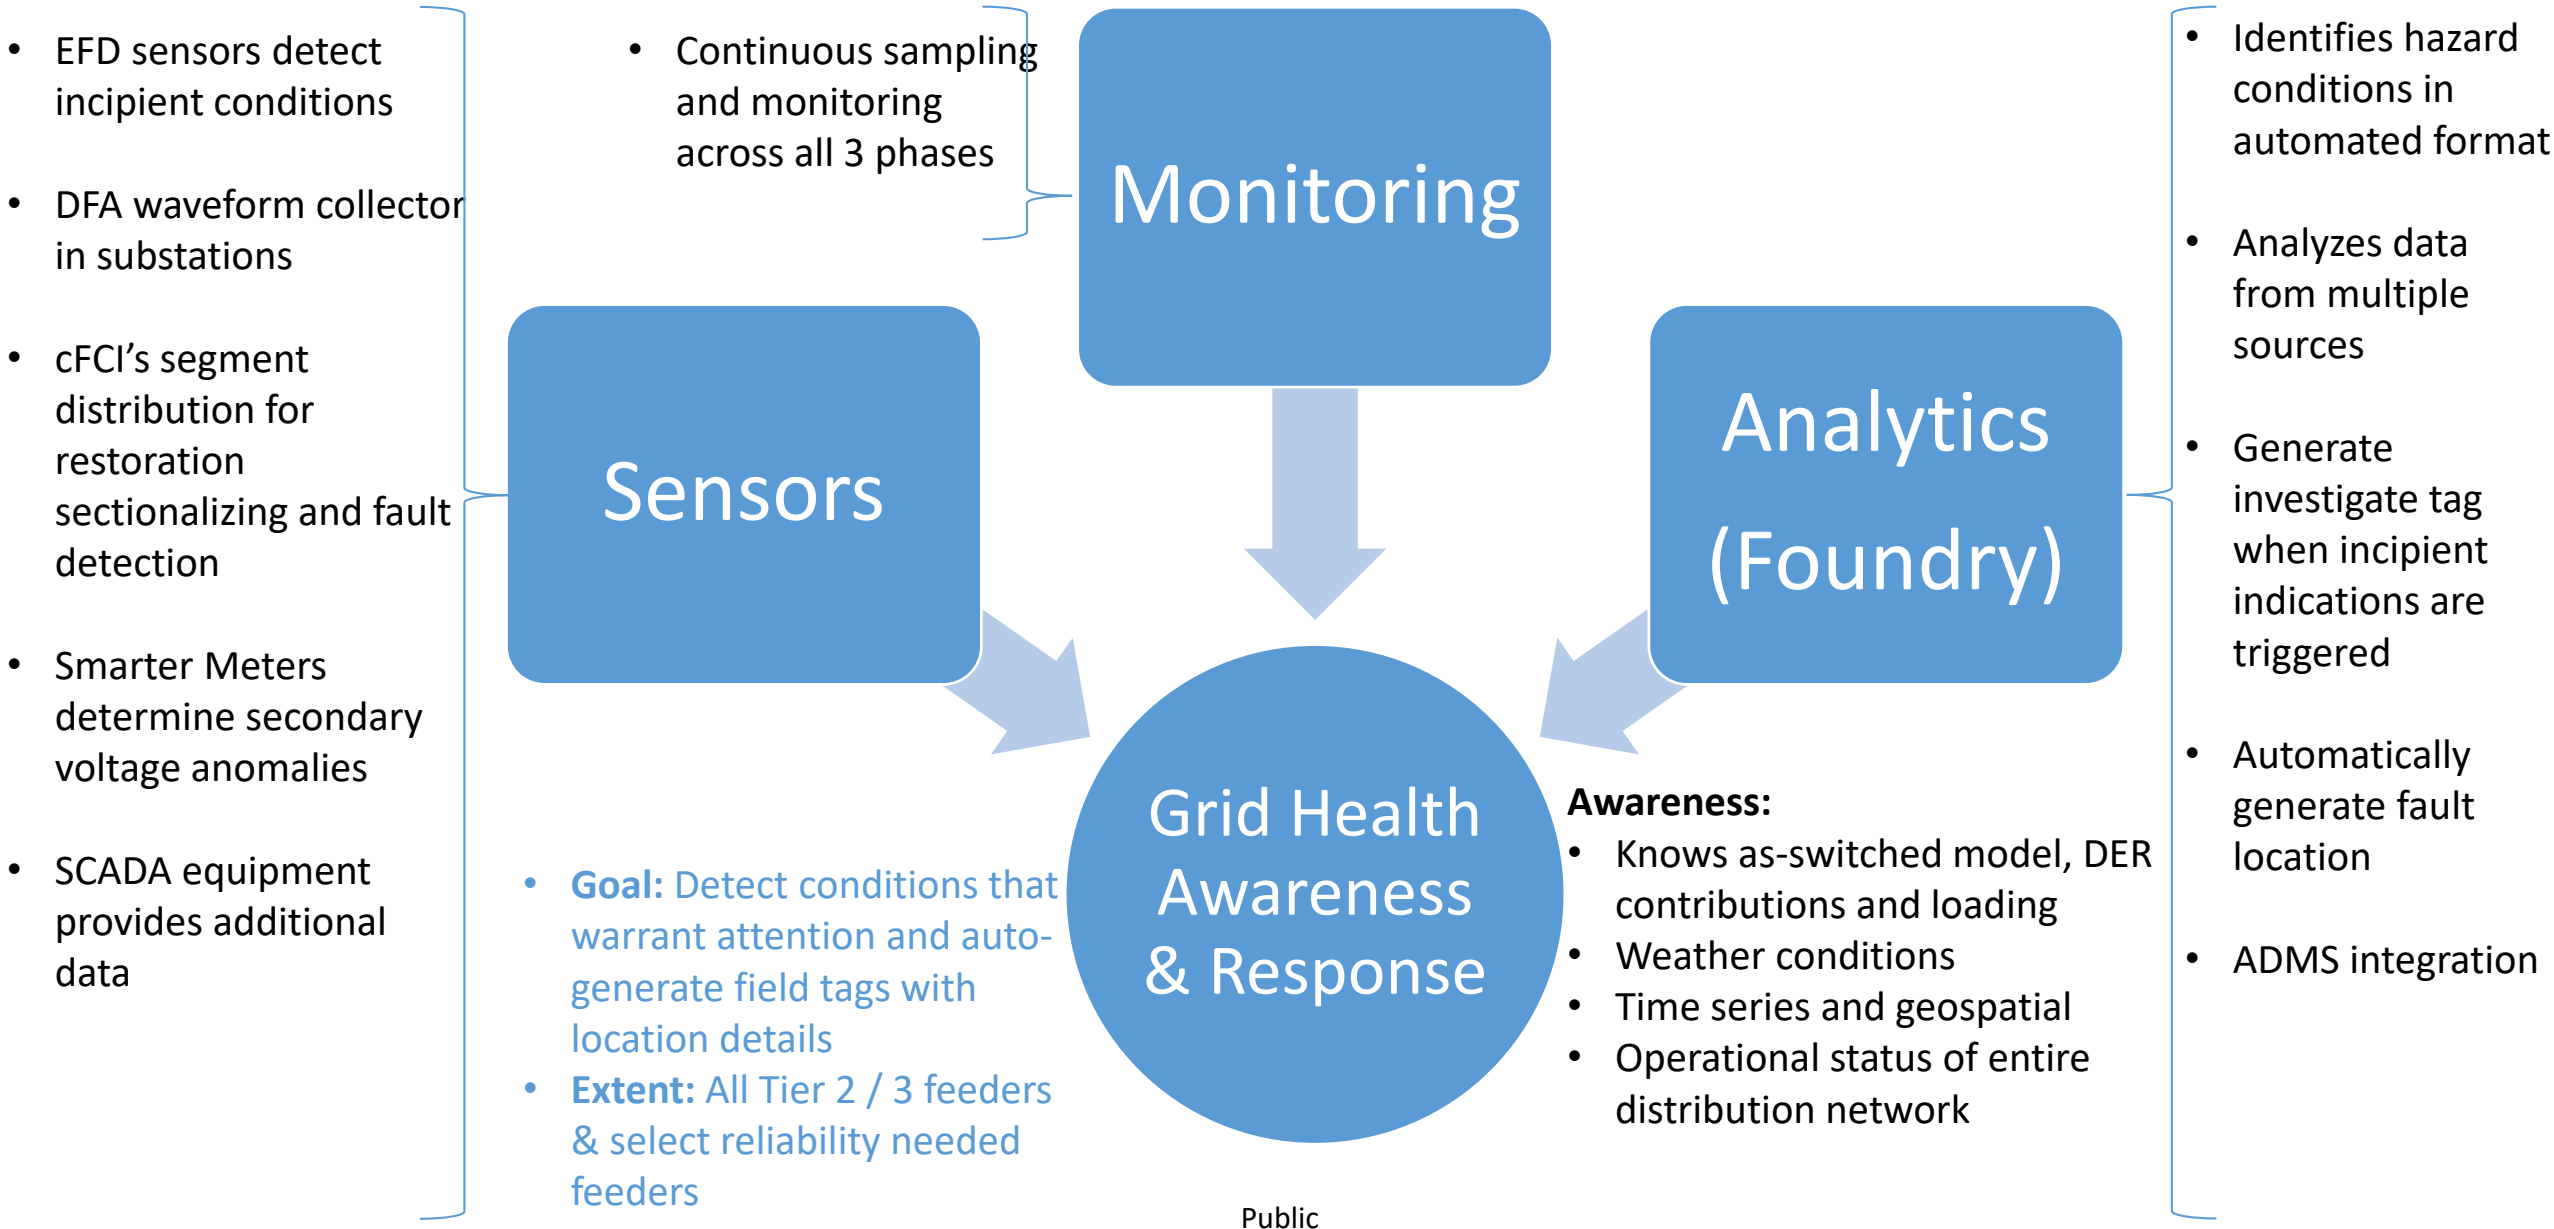 • EFD sensors detect
incipient conditions
• DFA waveform collector
in substations
• cFCI’s segment
distribution for
restoration
sectionalizing and fault
detection
• Smarter Meters
determine secondary
voltage anomalies
• SCADA equipment
provides additional
data
• Continuous sampling
and monitoring
across all 3 phases
Monitoring
Sensors
Analytics
(Foundry)
• Identifies hazard
conditions in
automated format
• Analyzes data
from multiple
sources
• Generate
investigate tag
when incipient
indications are
triggered
• Automatically
generate fault
location
• ADMS integration
• Goal: Detect conditions that
warrant attention and auto-
generate field tags with
location details
• Extent: All Tier 2 / 3 feeders
& select reliability needed
feeders
Grid Health
Awareness
& Response
Awareness:
• Knows as-switched model, DER
contributions and loading
• Weather conditions
• Time series and geospatial
• Operational status of entire
distribution network
Public